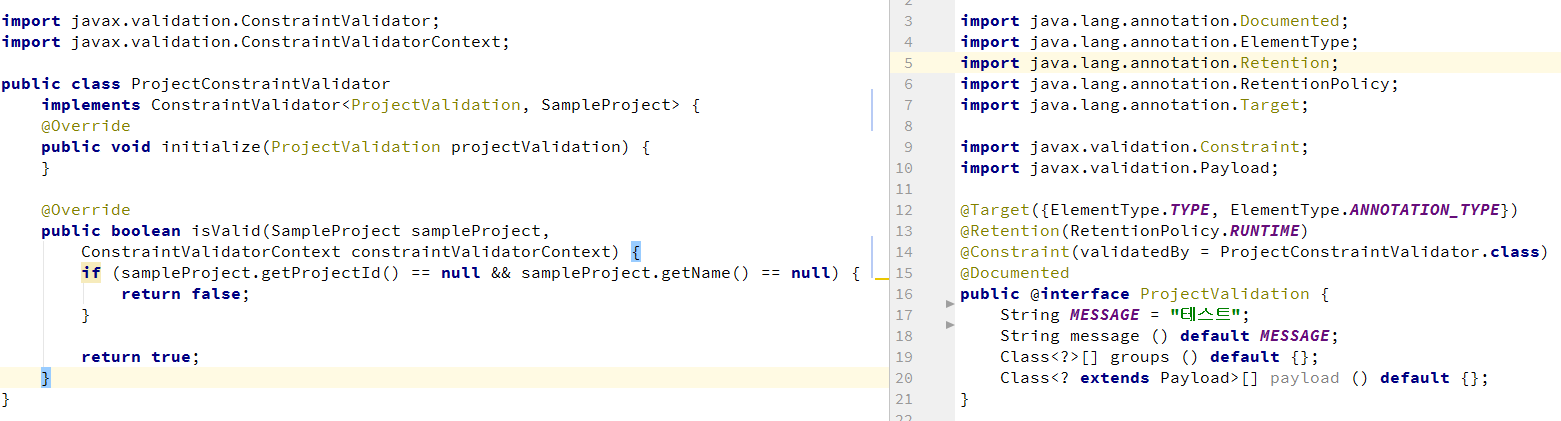 import javax.validation.ConstraintValidator;
import javax.validation.ConstraintValidatorContext;

public class ProjectConstraintValidator
    implements ConstraintValidator<ProjectValidation, SampleProject> {
    @Override
    public void initialize(ProjectValidation projectValidation) {
    }

    @Override
    public boolean isValid(SampleProject sampleProject,
        ConstraintValidatorContext constraintValidatorContext) {
        if (sampleProject.getProjectId() == null && sampleProject.getName() == null) {
            return false;
        }

        return true;
    }
}

3 import java.lang.annotation.Documented;
4 import java.lang.annotation.ElementType;
5 import java.lang.annotation.Retention;
6 import java.lang.annotation.RetentionPolicy;
7 import java.lang.annotation.Target;
8
9 import javax.validation.Constraint;
10 import javax.validation.Payload;
11
12 @Target({ElementType.TYPE, ElementType.ANNOTATION_TYPE})
13 @Retention(RetentionPolicy.RUNTIME)
14 @Constraint(validatedBy = ProjectConstraintValidator.class)
15 @Documented
16 public @interface ProjectValidation {
17     String MESSAGE = "테스트";
18     String message () default MESSAGE;
19     Class<?>[] groups () default {};
20     Class<? extends Payload>[] payload () default {};
21 }